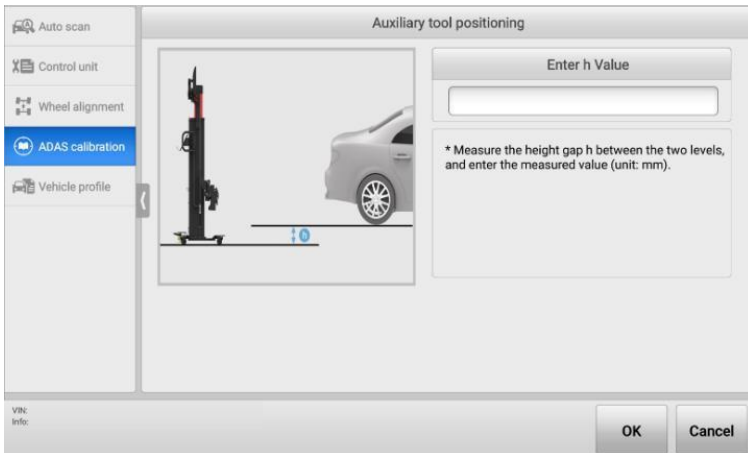 Auto scan
Control unit
Wheel alignment
ADAS calibration
Vehicle profile
Auxiliary tool positioning
h
Enter h Value
* Measure the height gap h between the two levels,
and enter the measured value (unit: mm).
VIN:
Info:
OK
Cancel